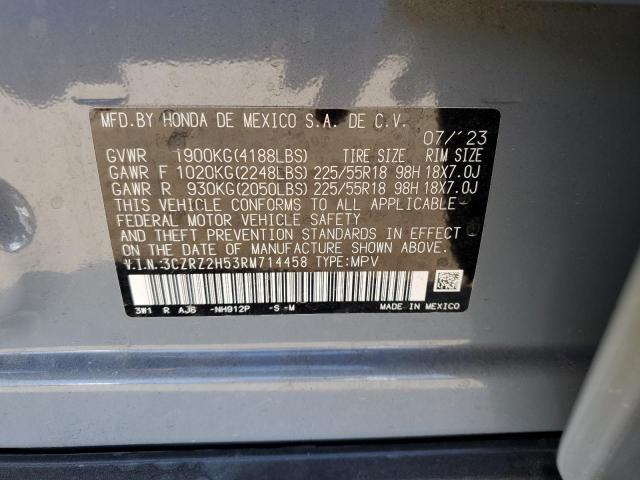 MFD.BY HONDA DE MEXICO S.A. DE C.V.
07/´23
GVWR 1900KG(4188LBS) TIRE SIZE RIM SIZE
GAWR F 1020KG(2248LBS) 225/55R18 98H 18X7.0J
GAWR R 930KG(2050LBS) 225/55R18 98H 18X7.0J
THIS VEHICLE CONFORMS TO ALL APPLICABLE
FEDERAL MOTOR VEHICLE SAFETY
AND THEFT PREVENTION STANDARDS IN EFFECT
ON THE DATE OF MANUFACTURE SHOWN ABOVE.
V.I.N.:3CZRZ2H53RM714458 TYPE:MPV
3W1 R AJ6 -NH912P -S -M MADE IN MEXICO